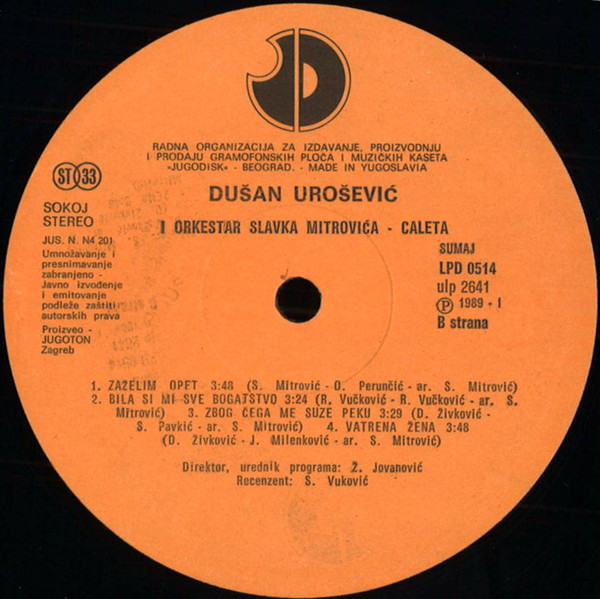 RADNA ORGANIZACIJA ZA IZDAVANJE, PROIZVODNJU
I PRODAJU GRAMOFONSKIH PLOČA I MUZIČKIH KASETA
»JUGODISK« - BEOGRAD. - MADE IN YUGOSLAVIA
ST 33
DUŠAN UROŠEVIĆ
I ORKESTAR SLAVKA MITROVIĆA - CALETA
SOKOJ
STEREO
JUS. N. N4 201
Umnožavanje i
presnimavanje
zabranjeno -
Javno izvođenje
i emitovanje
podleže zaštiti
autorskih prava
Proizveo -
JUGOTON
Zagreb
SUMAJ
LPD 0514
ulp 2641
Ⓟ 1989 · I
B strana
1. ZAŽELIM OPET 3:48 (S. Mitrović - O. Perunčić - ar. S. Mitrović)
2. BILA SI MI SVE BOGATSTVO 3:24 (R. Vučković - R. Vučković - ar. S.
Mitrović) 3. ZBOG ČEGA ME SUZE PEKU 3:29 (D. Živković -
S. Pavkić - ar. S. Mitrović) 4. VATRENA ŽENA 3:48
(D. Živković - J. Milenković - ar. S. Mitrović)
Direktor, urednik programa: Ž. Jovanović
Recenzent: S. Vuković